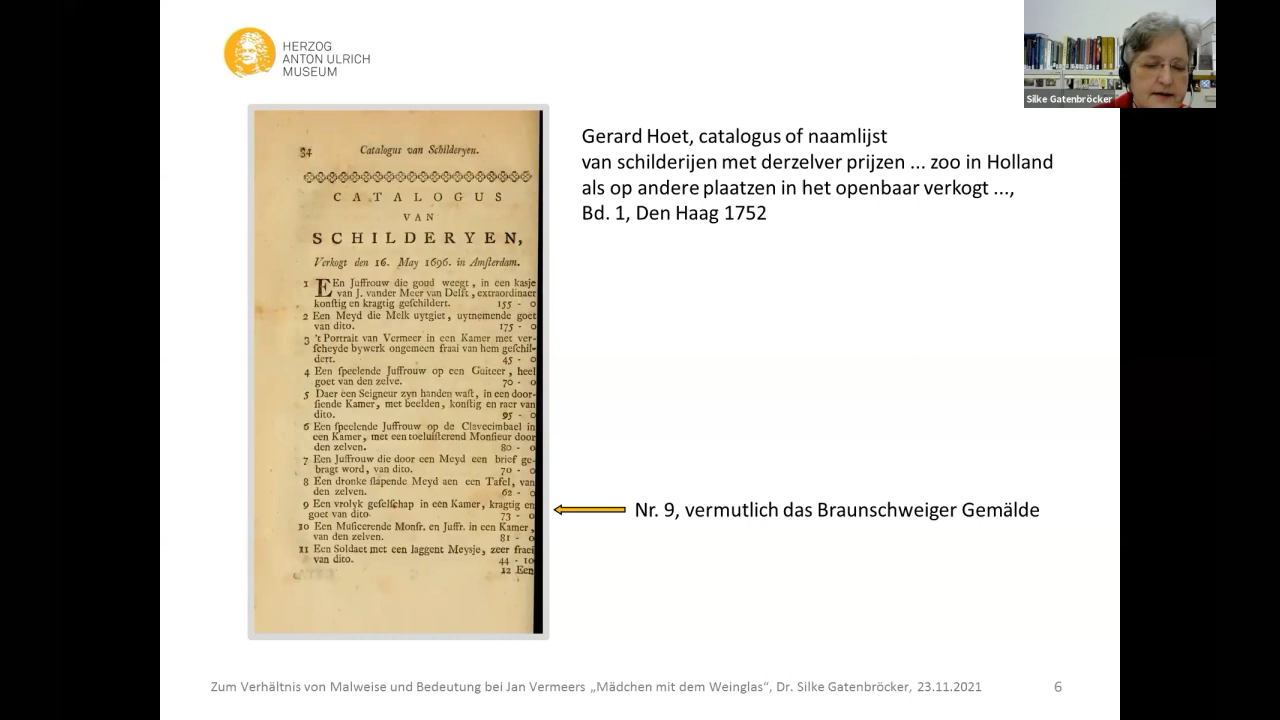 HERZOG
ANTON ULRICH
MUSEUM
Silke Gatenbröcker
34 Catalogus van Schilderyen.
CATALOGUS
VAN
SCHILDERYEN,
Verkogt den 16. May 1696. in Amſterdam.
1 EEn Juffrouw die goud weegt, in een kasje
van J. vander Meer van Delft, extraordinaer
konſtig en kragtig geſchildert. 155 - 0
2 Een Meyd die Melk uytgiet, uytnemende goet
van dito. 175 - 0
3 't Portrait van Vermeer in een Kamer met ver-
ſcheyde bywerk ongemeen fraai van hem geſchil-
dert. 45 - 0
4 Een ſpeelende Juffrouw op een Guiteer, heel
goet van den zelve. 70 - 0
5 Daer een Seigneur zyn handen waſt, in een door-
ſiende Kamer, met beelden, konſtig en raer van
dito. 95 - 0
6 Een ſpeelende Juffrouw op de Clavecimbael in
een Kamer, met een toeluiſterend Monſieur door
den zelven. 80 - 0
7 Een Juffrouw die door een Meyd een brief ge-
bragt word, van dito. 70 - 0
8 Een dronke ſlapende Meyd aen een Tafel, van
den zelven. 62 - 0
9 Een vrolyk geſelſchap in een Kamer, kragtig en
goet van dito 73 - 0
10 Een Muſicerende Monſr. en Juffr. in een Kamer,
van den zelven. 81 - 0
11 Een Soldaet met een laggent Meysje, zeer fraei
van dito. 44 - 10
12 Een
Gerard Hoet, catalogus of naamlijst
van schilderijen met derzelver prijzen ... zoo in Holland
als op andere plaatzen in het openbaar verkogt ...,
Bd. 1, Den Haag 1752
Nr. 9, vermutlich das Braunschweiger Gemälde
Zum Verhältnis von Malweise und Bedeutung bei Jan Vermeers „Mädchen mit dem Weinglas“, Dr. Silke Gatenbröcker, 23.11.2021 6